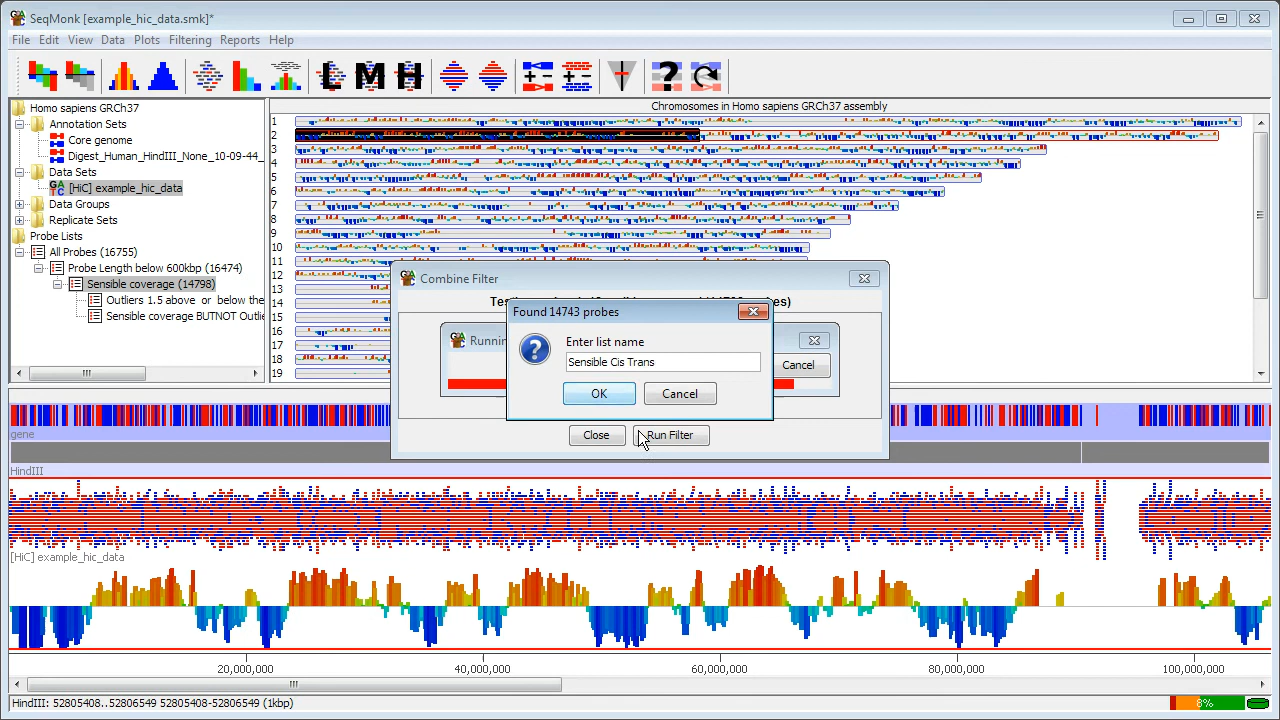 SeqMonk [example_hic_data.smk]*
File Edit View Data Plots Filtering Reports Help
L M H
Homo sapiens GRCh37
Annotation Sets
Core genome
Digest_Human_HindIII_None_10-09-44_
Data Sets
[HiC] example_hic_data
Data Groups
Replicate Sets
Probe Lists
All Probes (16755)
Probe Length below 600kbp (16474)
Sensible coverage (14798)
Outliers 1.5 above or below the
Sensible coverage BUTNOT Outlie
Chromosomes in Homo sapiens GRCh37 assembly
1
2
3
4
5
6
7
8
9
10
11
12
13
14
15
16
17
18
19
Combine Filter
Found 14743 probes
Enter list name
Sensible Cis Trans
OK Cancel
Cancel
Close Run Filter
gene
HindIII
[HiC] example_hic_data
20,000,000 40,000,000 60,000,000 80,000,000 100,000,000
HindIII: 52805408..52806549 52805408-52806549 (1kbp)
8%